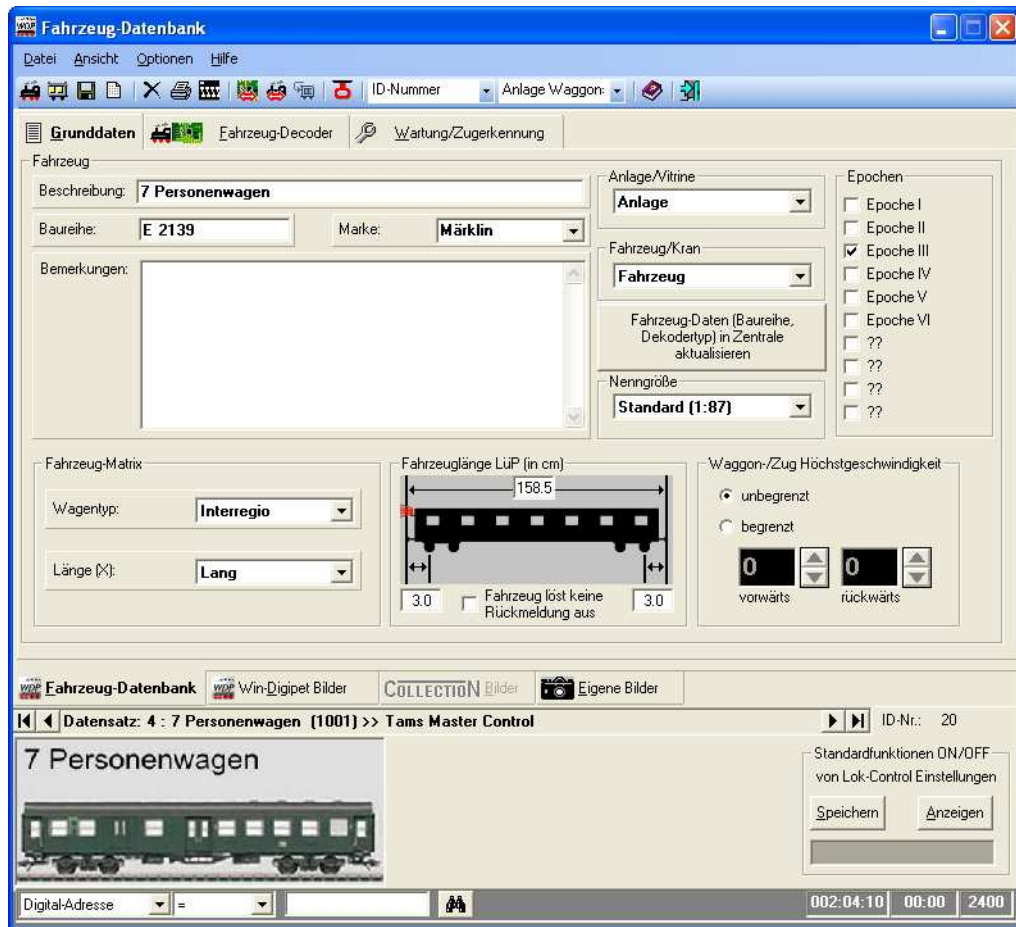 WDP Fahrzeug-Datenbank
Datei Ansicht Optionen Hilfe
ID-Nummer Anlage Waggon:
Grunddaten Fahrzeug-Decoder Wartung/Zugerkennung
Fahrzeug
Beschreibung: 7 Personenwagen
Baureihe: E 2139 Marke: Märklin
Bemerkungen:
Anlage/Vitrine
Anlage
Fahrzeug/Kran
Fahrzeug
Fahrzeug-Daten (Baureihe,
Dekodertyp) in Zentrale
aktualisieren
Nenngröße
Standard (1:87)
Epochen
Epoche I
Epoche II
Epoche III
Epoche IV
Epoche V
Epoche VI
??
??
??
??
Fahrzeug-Matrix
Wagentyp: Interregio
Länge (X): Lang
Fahrzeuglänge LüP (in cm)
158.5
3.0 Fahrzeug löst keine
Rückmeldung aus 3.0
Waggon-/Zug Höchstgeschwindigkeit
unbegrenzt
begrenzt
0 0
vorwärts rückwärts
WDP Fahrzeug-Datenbank WDP Win-Digipet Bilder COLLECTION Bilder Eigene Bilder
Datensatz: 4 : 7 Personenwagen (1001) >> Tams Master Control ID-Nr.: 20
7 Personenwagen
Standardfunktionen ON/OFF
von Lok-Control Einstellungen
Speichern Anzeigen
Digital-Adresse = 002:04:10 00:00 2400